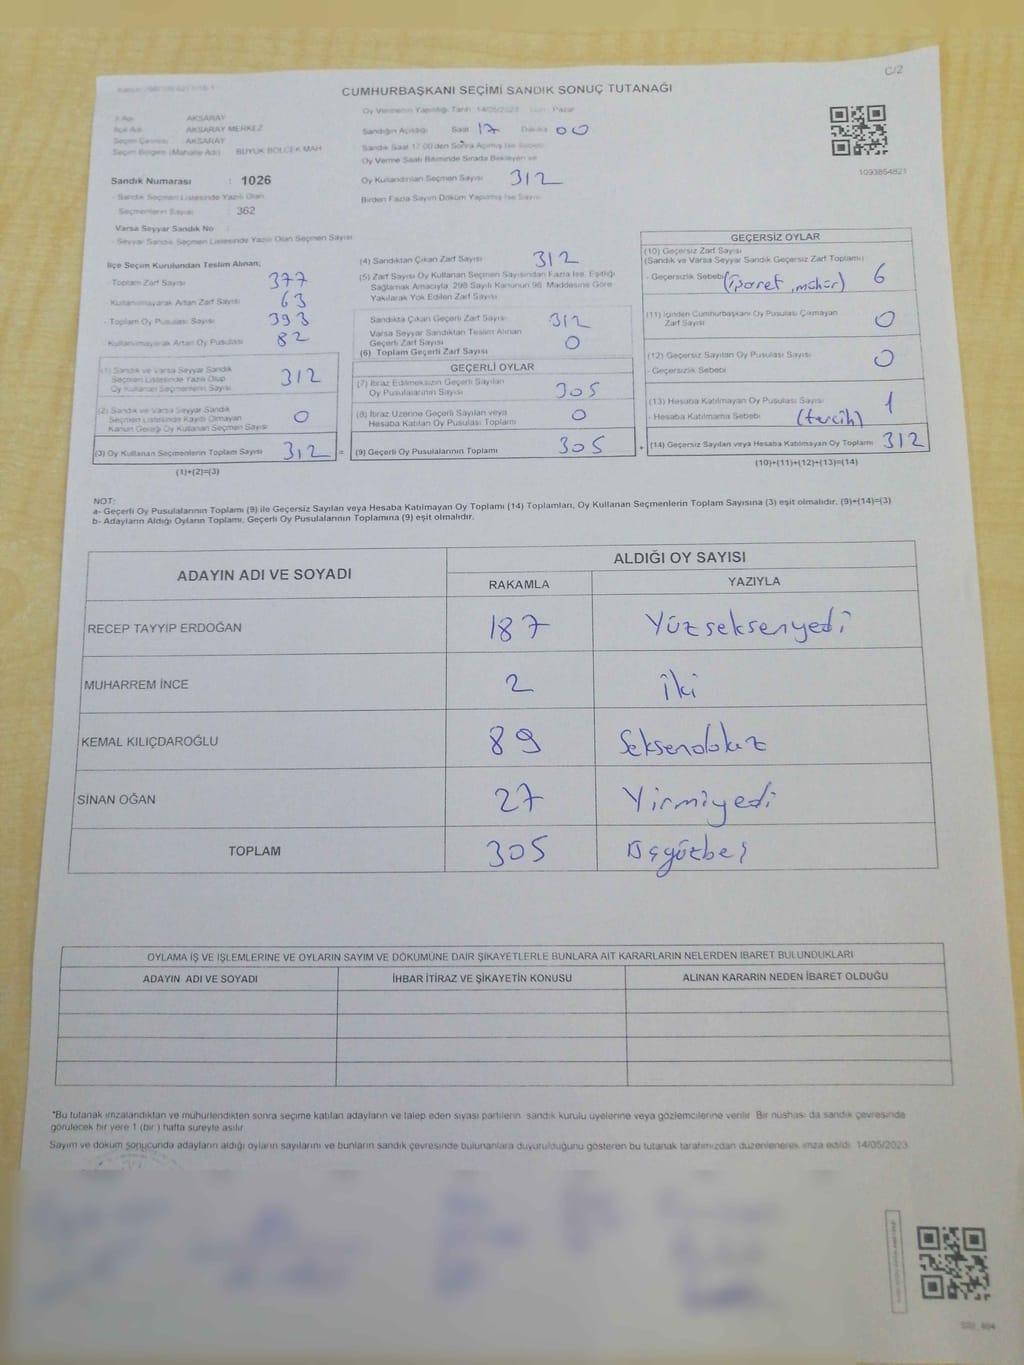 C/2
CUMHURBAŞKANI SEÇİMİ SANDIK SONUÇ TUTANAĞI
İl Adı AKSARAY
İlçe Adı AKSARAY MERKEZ
Seçim Çevresi AKSARAY
Seçim Bölgesi (Mahalle Adı) BÜYÜK BÖLCEK MAH
Sandık Numarası : 1026
- Sandık Seçmen Listesinde Yazılı Olan
Seçmenlerin Sayısı : 362
Varsa Seyyar Sandık No :
- Seyyar Sandık Seçmen Listesinde Yazılı Olan Seçmen Sayısı
Oy Vermenin Yapıldığı Tarih 14/05/2023 Pazar
Sandığın Açıldığı Saat 17 Dakika 00
Sandık Saat 17.00'den Sonra Açılmış İse Sebebi
Oy Verme Saati Bitiminde Sırada Bekleyen ve
Oy Kullandırılan Seçmen Sayısı 312
Birden Fazla Sayım Döküm Yapılmış İse Sayısı
1093854821
İlçe Seçim Kurulundan Teslim Alınan;
- Toplam Zarf Sayısı 377
- Kullanılmayarak Artan Zarf Sayısı 63
- Toplam Oy Pusulası Sayısı 393
- Kullanılmayarak Artan Oy Pusulası 82
(1) Sandık ve Varsa Seyyar Sandık
Seçmen Listesinde Yazılı Olup
Oy Kullanan Seçmenlerin Sayısı 312
(2) Sandık ve Varsa Seyyar Sandık
Seçmen Listesinde Kayıtlı Olmayan
Kanun Gereği Oy Kullanan Seçmen Sayısı 0
(3) Oy Kullanan Seçmenlerin Toplam Sayısı 312 =
(1)+(2)=(3)
(4) Sandıktan Çıkan Zarf Sayısı 312
(5) Zarf Sayısı Oy Kullanan Seçmen Sayısından Fazla İse, Eşitliği
Sağlamak Amacıyla, 298 Sayılı Kanunun 98. Maddesine Göre
Yakılarak Yok Edilen Zarf Sayısı
Sandıkta Çıkan Geçerli Zarf Sayısı 312
Varsa Seyyar Sandıktan Teslim Alınan
Geçerli Zarf Sayısı 0
(6) Toplam Geçerli Zarf Sayısı
GEÇERLİ OYLAR
(7) İtiraz Edilmeksizin Geçerli Sayılan
Oy Pusulalarının Sayısı 305
(8) İtiraz Üzerine Geçerli Sayılan veya
Hesaba Katılan Oy Pusulası Toplamı 0
(9) Geçerli Oy Pusulalarının Toplamı 305 +
GEÇERSİZ OYLAR
(10) Geçersiz Zarf Sayısı
(Sandık ve Varsa Seyyar Sandık Geçersiz Zarf Toplamı)
- Geçersizlik Sebebi (işaret, mühür) 6
(11) İçinden Cumhurbaşkanı Oy Pusulası Çıkmayan
Zarf Sayısı 0
(12) Geçersiz Sayılan Oy Pusulası Sayısı
- Geçersizlik Sebebi 0
(13) Hesaba Katılmayan Oy Pusulası Sayısı 1
- Hesaba Katılmama Sebebi (tercih)
(14) Geçersiz Sayılan veya Hesaba Katılmayan Oy Toplamı 312
(10)+(11)+(12)+(13)=(14)
NOT:
a- Geçerli Oy Pusulalarının Toplamı (9) ile Geçersiz Sayılan veya Hesaba Katılmayan Oy Toplamı (14) Toplamları, Oy Kullanan Seçmenlerin Toplam Sayısına (3) eşit olmalıdır. (9)+(14)=(3)
b- Adayların Aldığı Oyların Toplamı, Geçerli Oy Pusulalarının Toplamına (9) eşit olmalıdır.
ADAYIN ADI VE SOYADI ALDIĞI OY SAYISI
RAKAMLA YAZIYLA
RECEP TAYYİP ERDOĞAN 187 Yüzseksenyedi
MUHARREM İNCE 2 İki
KEMAL KILIÇDAROĞLU 89 Seksendokuz
SİNAN OĞAN 27 Yirmiyedi
TOPLAM 305 Üçyüzbeş
OYLAMA İŞ VE İŞLEMLERİNE VE OYLARIN SAYIM VE DÖKÜMÜNE DAİR ŞİKAYETLERLE BUNLARA AİT KARARLARIN NELERDEN İBARET BULUNDUKLARI
ADAYIN ADI VE SOYADI İHBAR İTİRAZ VE ŞİKAYETİN KONUSU ALINAN KARARIN NEDEN İBARET OLDUĞU
*Bu tutanak imzalandıktan ve mühürlendikten sonra seçime katılan adayların ve talep eden siyasi partilerin sandık kurulu üyelerine veya gözlemcilerine verilir. Bir nüshası da sandık çevresinde
görülecek bir yere 1 (bir ) hafta süreyle asılır.
Sayım ve döküm sonucunda adayların aldığı oyların sayılarını ve bunların sandık çevresinde bulunanlara duyurulduğunu gösteren bu tutanak tarafımızdan düzenlenerek imza edildi. 14/05/2023